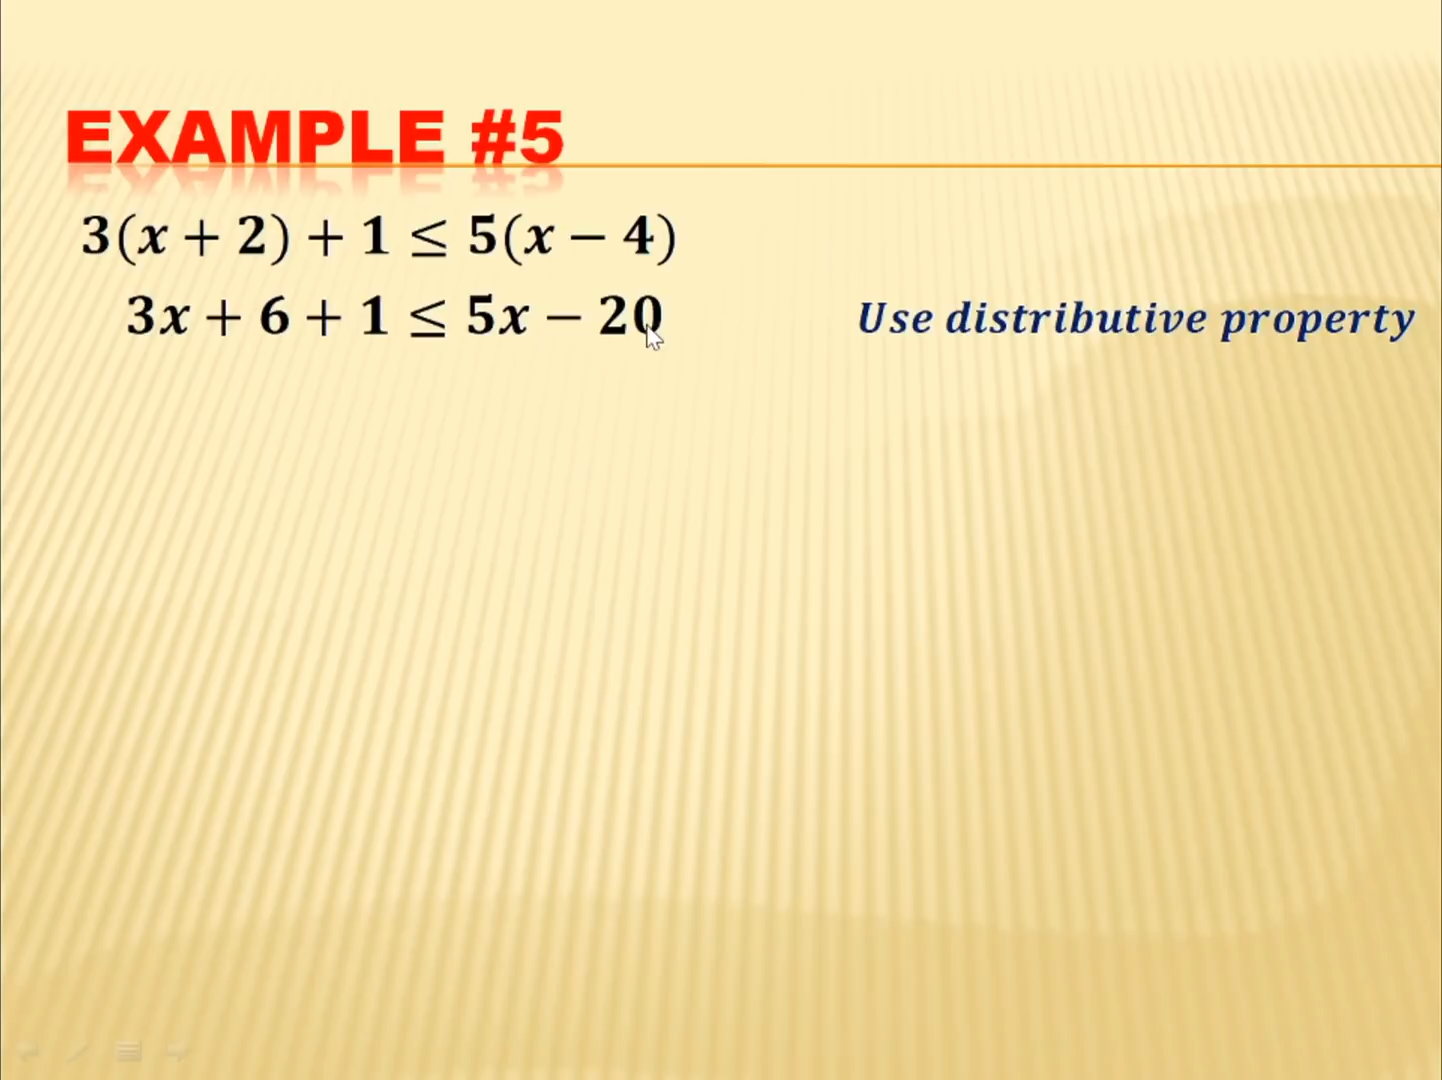 EXAMPLE #5
3(x + 2) + 1 ≤ 5(x − 4)
3x + 6 + 1 ≤ 5x − 20 Use distributive property